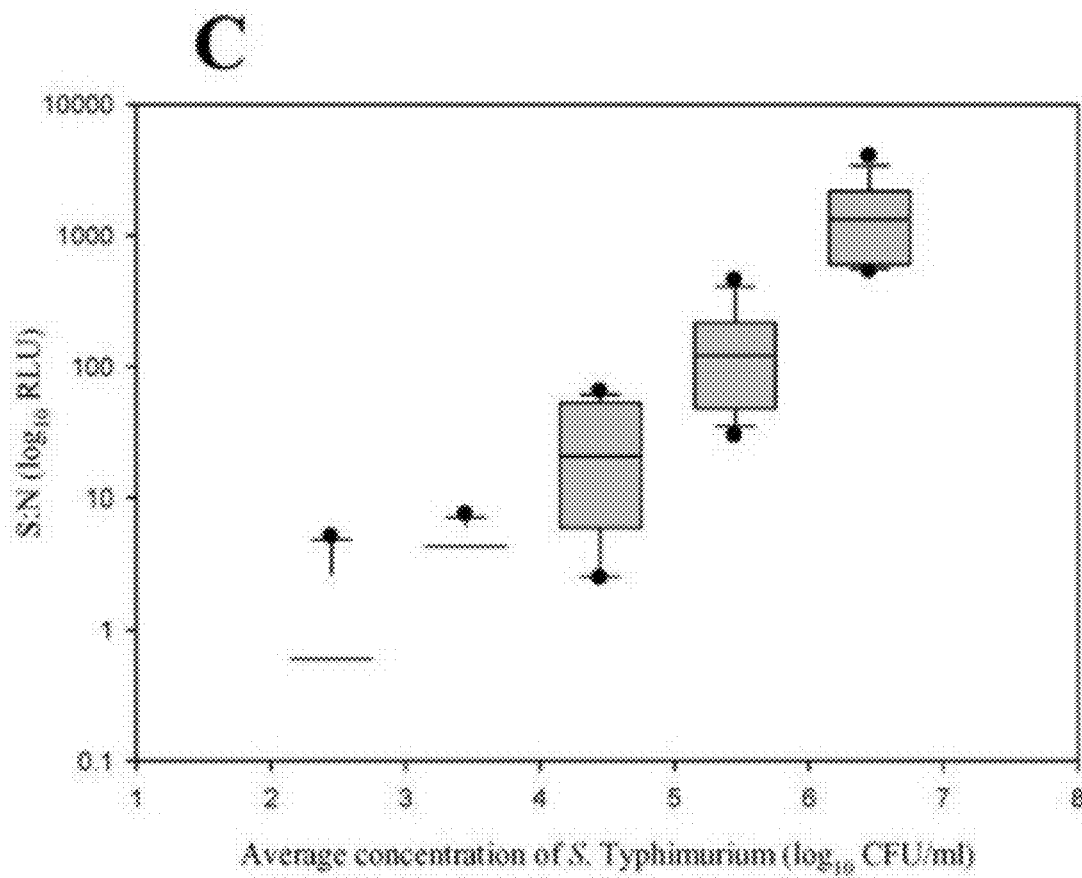 C
10000
1000
100
10
1
0.1
S:N (log₁₀ RLU)
1 2 3 4 5 6 7 8
Average concentration of S. Typhimurium (log₁₀ CFU/ml)